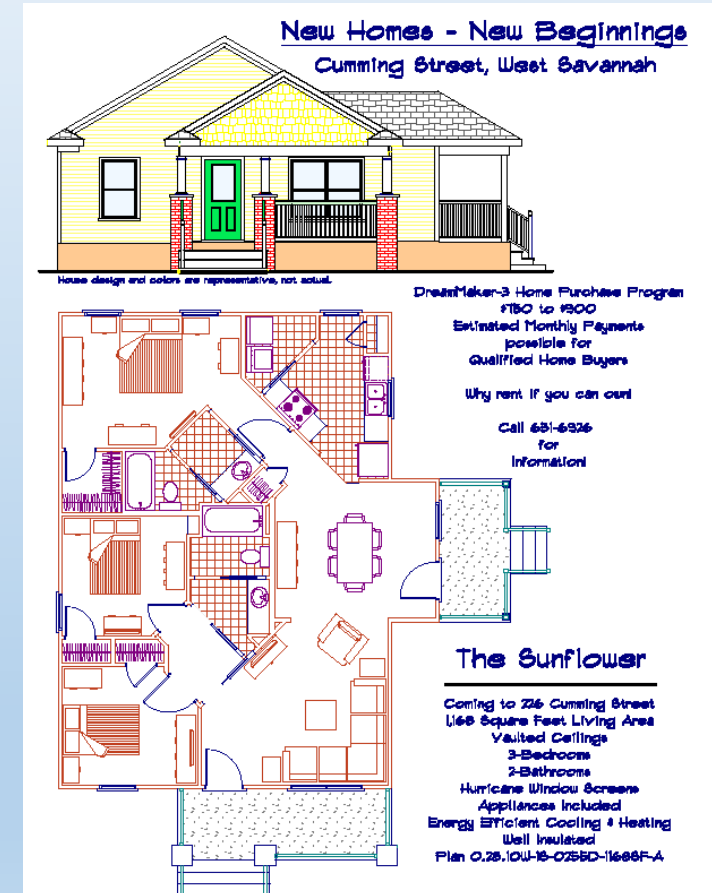 New Homes - New Beginnings
Cumming Street, West Savannah
House design and colors are representative, not actual.
DreamMaker-3 Home Purchase Program
$750 to $900
Estimated Monthly Payments
possible for
Qualified Home Buyers
Why rent if you can own!
Call 651-6926
for
information!
The Sunflower
Coming to 226 Cumming Street
1,168 Square Feet Living Area
Vaulted Ceilings
3-Bedrooms
2-Bathrooms
Hurricane Window Screens
Appliances Included
Energy Efficient Cooling & Heating
Well Insulated
Plan